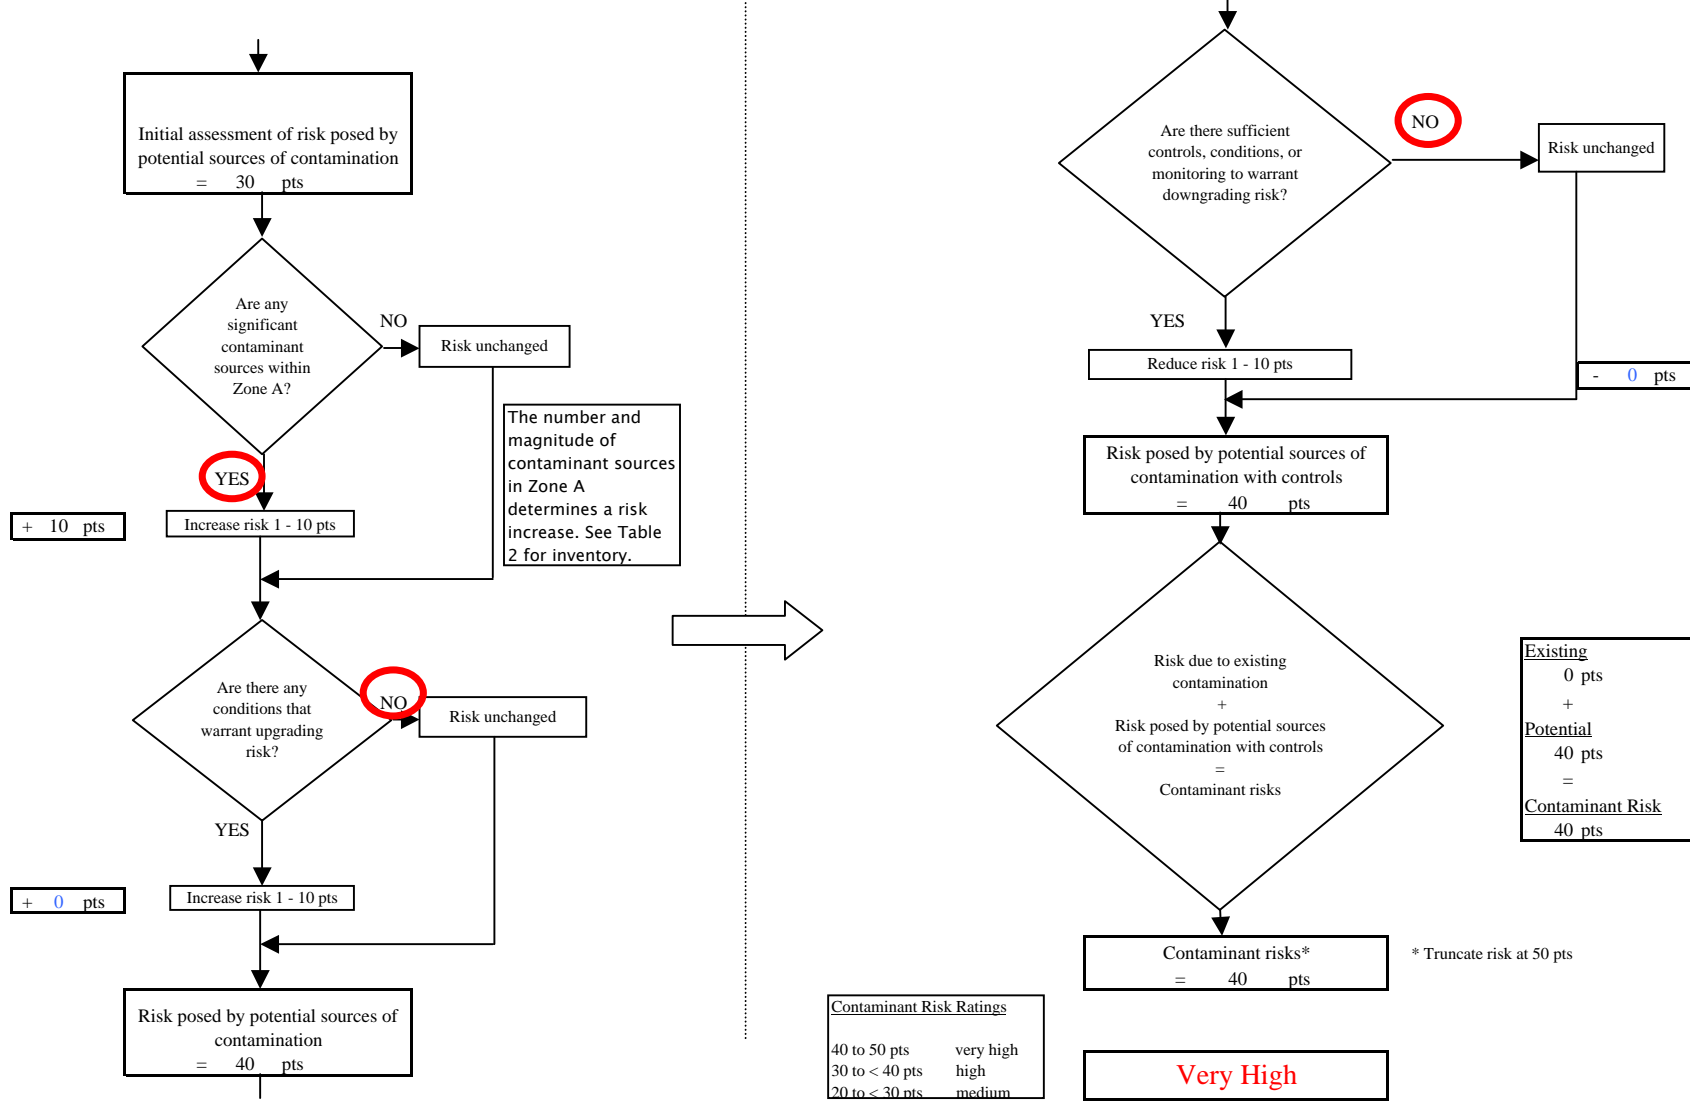 Initial assessment of risk posed by
potential sources of contamination
= 30 pts
Are any
significant
contaminant
sources within
Zone A?
NO
Risk unchanged
The number and
magnitude of
contaminant sources
in Zone A
determines a risk
increase. See Table
2 for inventory.
YES
+ 10 pts
Increase risk 1 - 10 pts
Are there any
conditions that
warrant upgrading
risk?
NO
Risk unchanged
YES
+ 0 pts
Increase risk 1 - 10 pts
Risk posed by potential sources of
contamination
= 40 pts
Are there sufficient
controls, conditions, or
monitoring to warrant
downgrading risk?
NO
Risk unchanged
YES
Reduce risk 1 - 10 pts
- 0 pts
Risk posed by potential sources of
contamination with controls
= 40 pts
Risk due to existing
contamination
+
Risk posed by potential sources
of contamination with controls
=
Contaminant risks
Existing
0 pts
+
Potential
40 pts
=
Contaminant Risk
40 pts
Contaminant risks*
= 40 pts
* Truncate risk at 50 pts
Contaminant Risk Ratings
40 to 50 pts very high
30 to < 40 pts high
20 to < 30 pts medium
Very High